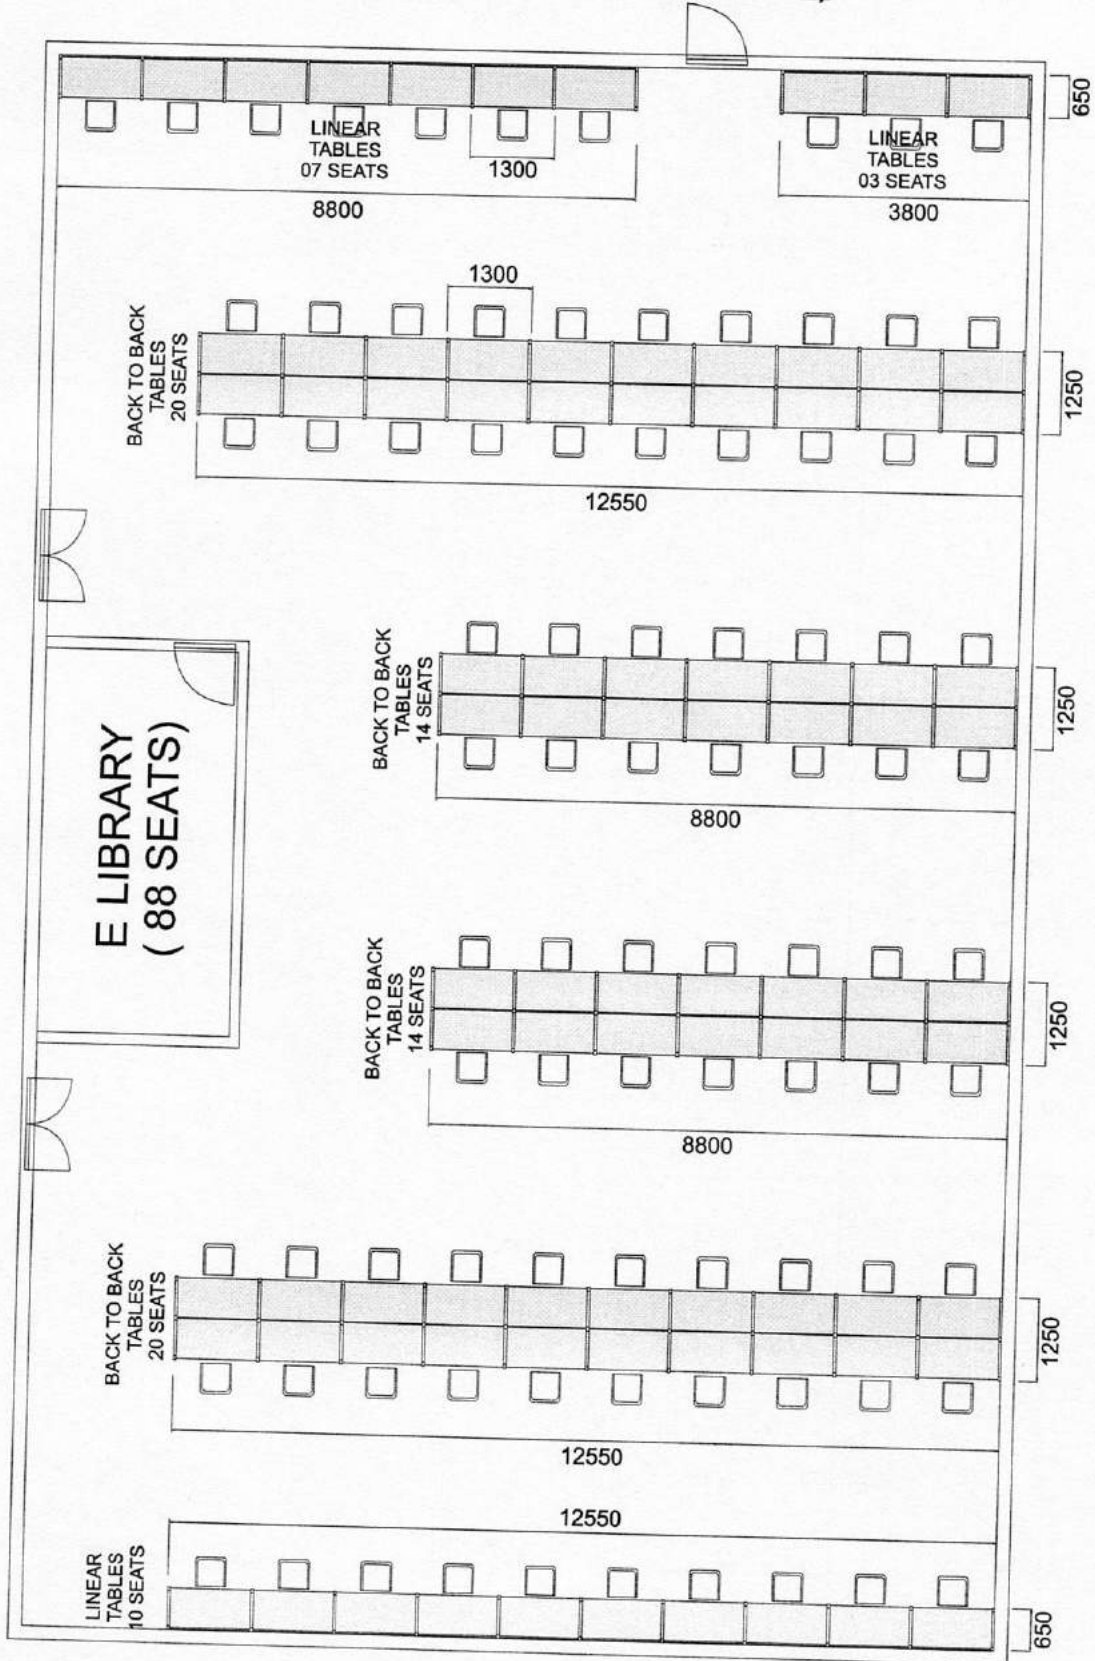 650
LINEAR
TABLES
07 SEATS
1300
8800
LINEAR
TABLES
03 SEATS
3800
1300
BACK TO BACK
TABLES
20 SEATS
1250
12550
BACK TO BACK
TABLES
14 SEATS
1250
8800
E LIBRARY
( 88 SEATS)
BACK TO BACK
TABLES
14 SEATS
1250
8800
BACK TO BACK
TABLES
20 SEATS
1250
12550
12550
LINEAR
TABLES
10 SEATS
650